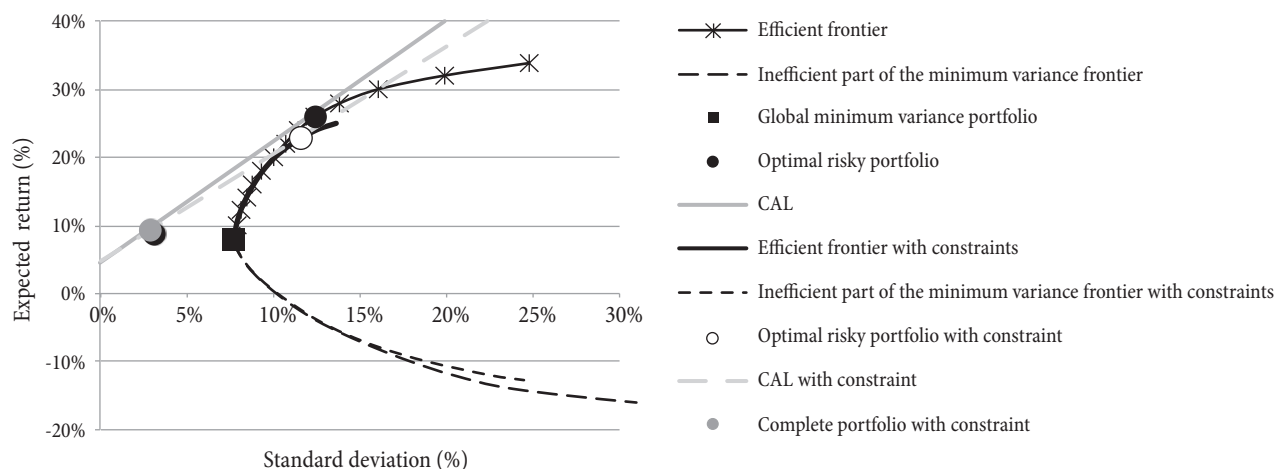 40%
30%
20%
10%
0%
-10%
-20%
0%
5%
10%
15%
20%
25%
30%
Expected return (%)
Standard deviation (%)
Efficient frontier
Inefficient part of the minimum variance frontier
Global minimum variance portfolio
Optimal risky portfolio
CAL
Efficient frontier with constraints
Inefficient part of the minimum variance frontier with constraints
Optimal risky portfolio with constraint
CAL with constraint
Complete portfolio with constraint